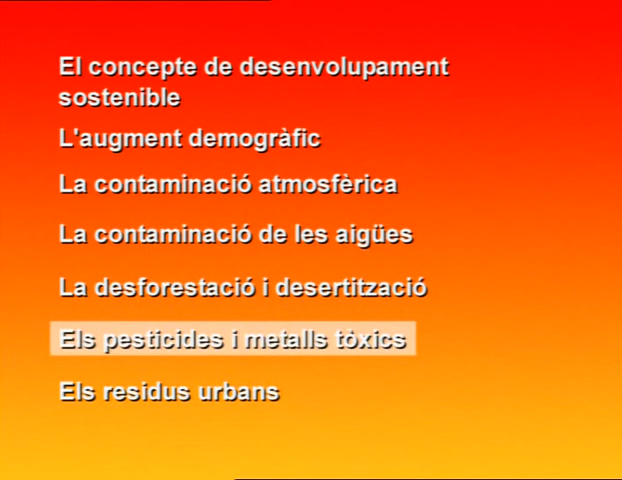 El concepte de desenvolupament
sostenible
L'augment demogràfic
La contaminació atmosfèrica
La contaminació de les aigües
La desforestació i desertització
Els pesticides i metalls tòxics
Els residus urbans